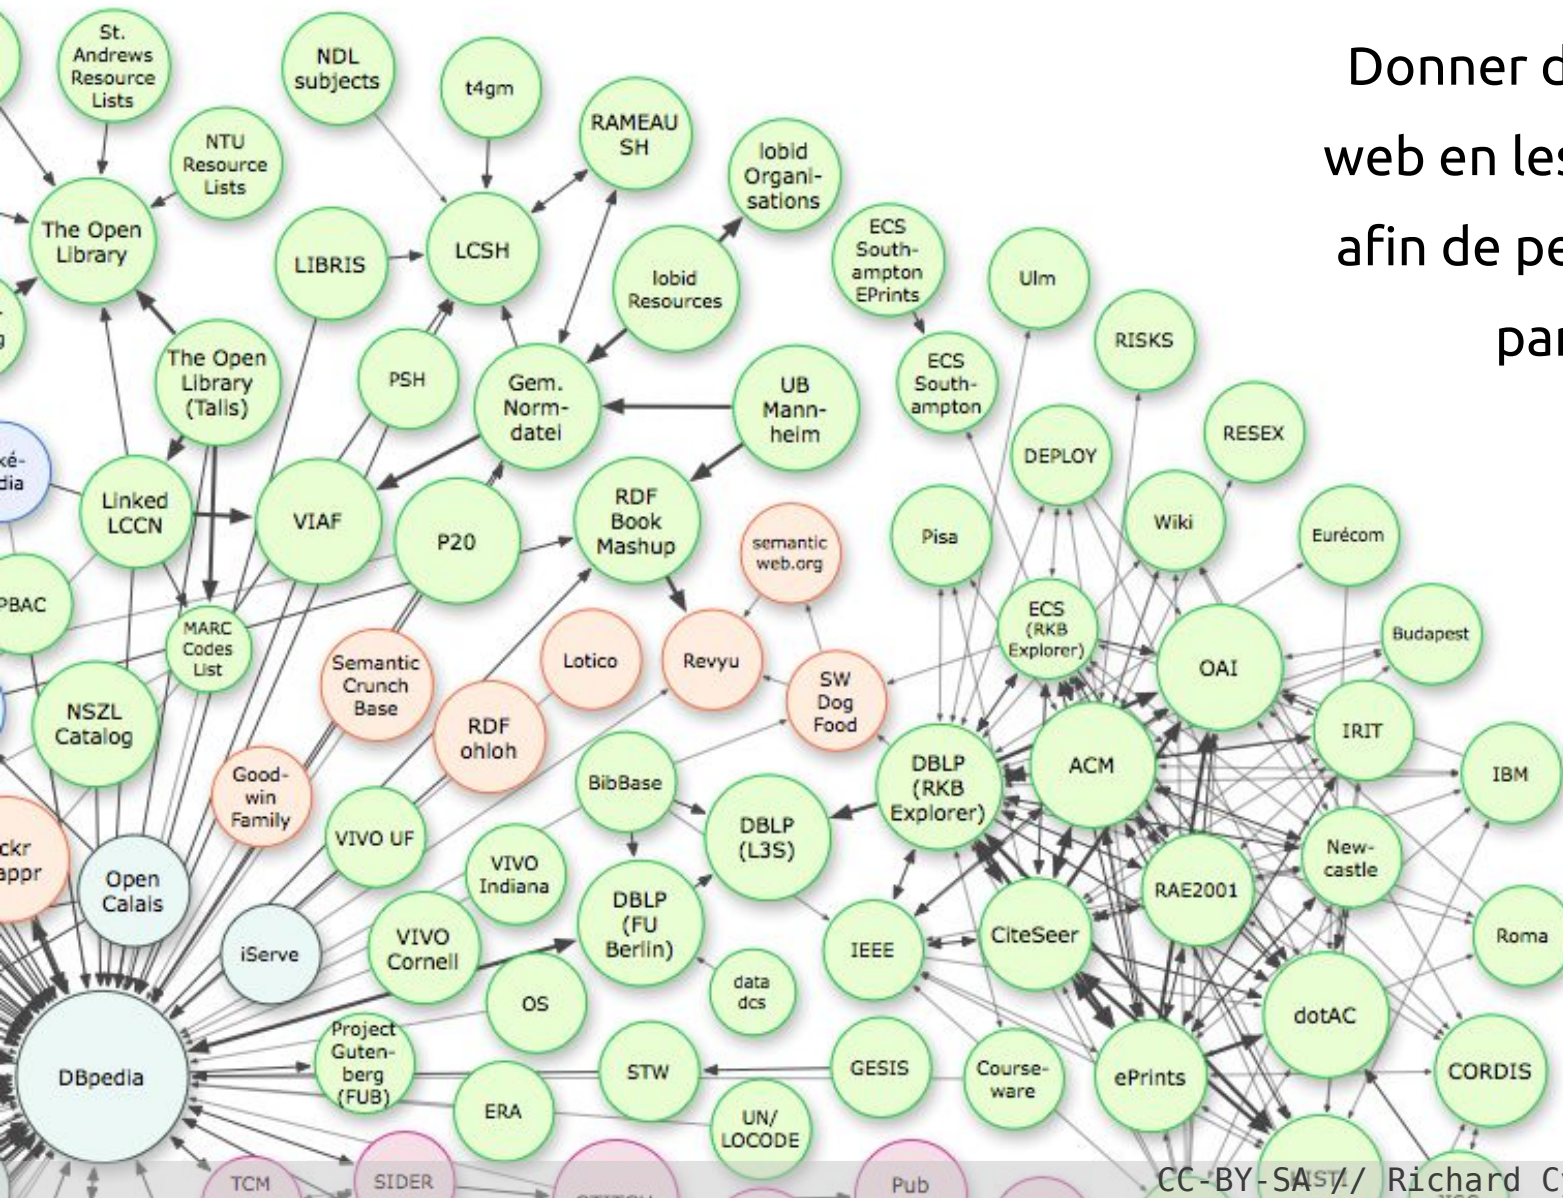 St.
Andrews
Resource
Lists
NDL
subjects
t4gm
RAMEAU
SH
NTU
Resource
Lists
lobid
Organi-
sations
The Open
Library
LIBRIS
LCSH
lobid
Resources
ECS
South-
ampton
EPrints
Ulm
Donner d
web en les
afin de pe
par
RISKS
The Open
Library
(Talis)
PSH
Gem.
Norm-
datei
UB
Mann-
heim
ECS
South-
ampton
DEPLOY
RESEX
ké-
dia
Linked
LCCN
VIAF
P20
RDF
Book
Mashup
semantic
web.org
Pisa
Wiki
Eurécom
PBAC
MARC
Codes
List
Semantic
Crunch
Base
Lotico
Revyu
SW
Dog
Food
ECS
(RKB
Explorer)
OAI
Budapest
NSZL
Catalog
RDF
ohloh
IRIT
Good-
win
Family
BibBase
DBLP
(RKB
Explorer)
ACM
IBM
ckr
appr
Open
Calais
VIVO UF
VIVO
Indiana
DBLP
(L3S)
New-
castle
RAE2001
iServe
VIVO
Cornell
DBLP
(FU
Berlin)
IEEE
CiteSeer
Roma
OS
data
dcs
dotAC
DBpedia
Project
Guten-
berg
(FUB)
STW
GESIS
Course-
ware
ePrints
CORDIS
ERA
UN/
LOCODE
TCM
SIDER
Pub
CC-BY-SA // Richard C